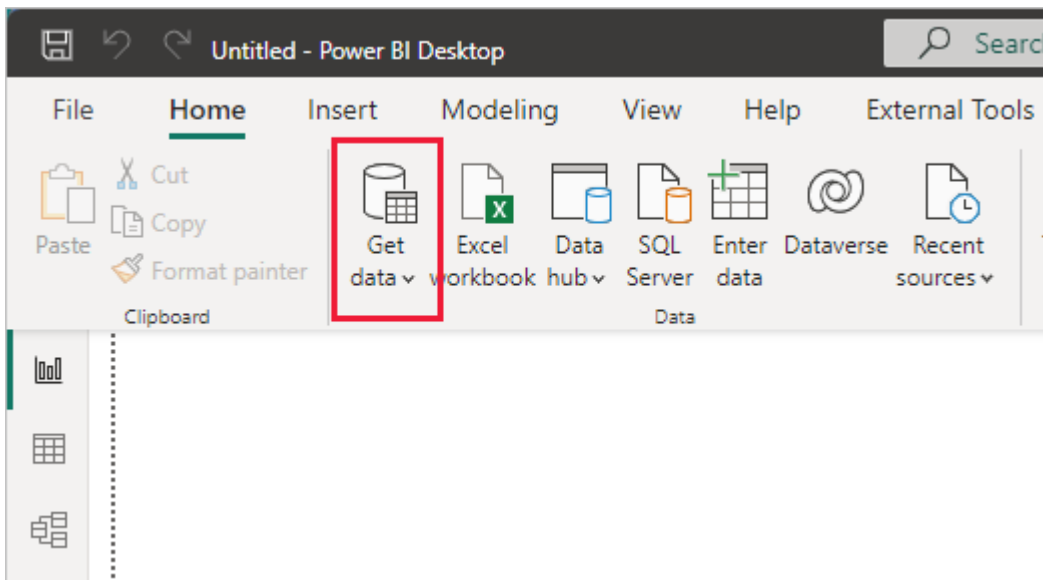 Untitled - Power BI Desktop
File Home Insert Modeling View Help External Tools
Paste
Cut
Copy
Format painter
Clipboard
Get
data
Excel
workbook
Data
hub
SQL
Server
Enter
data
Dataverse
Recent
sources
Data